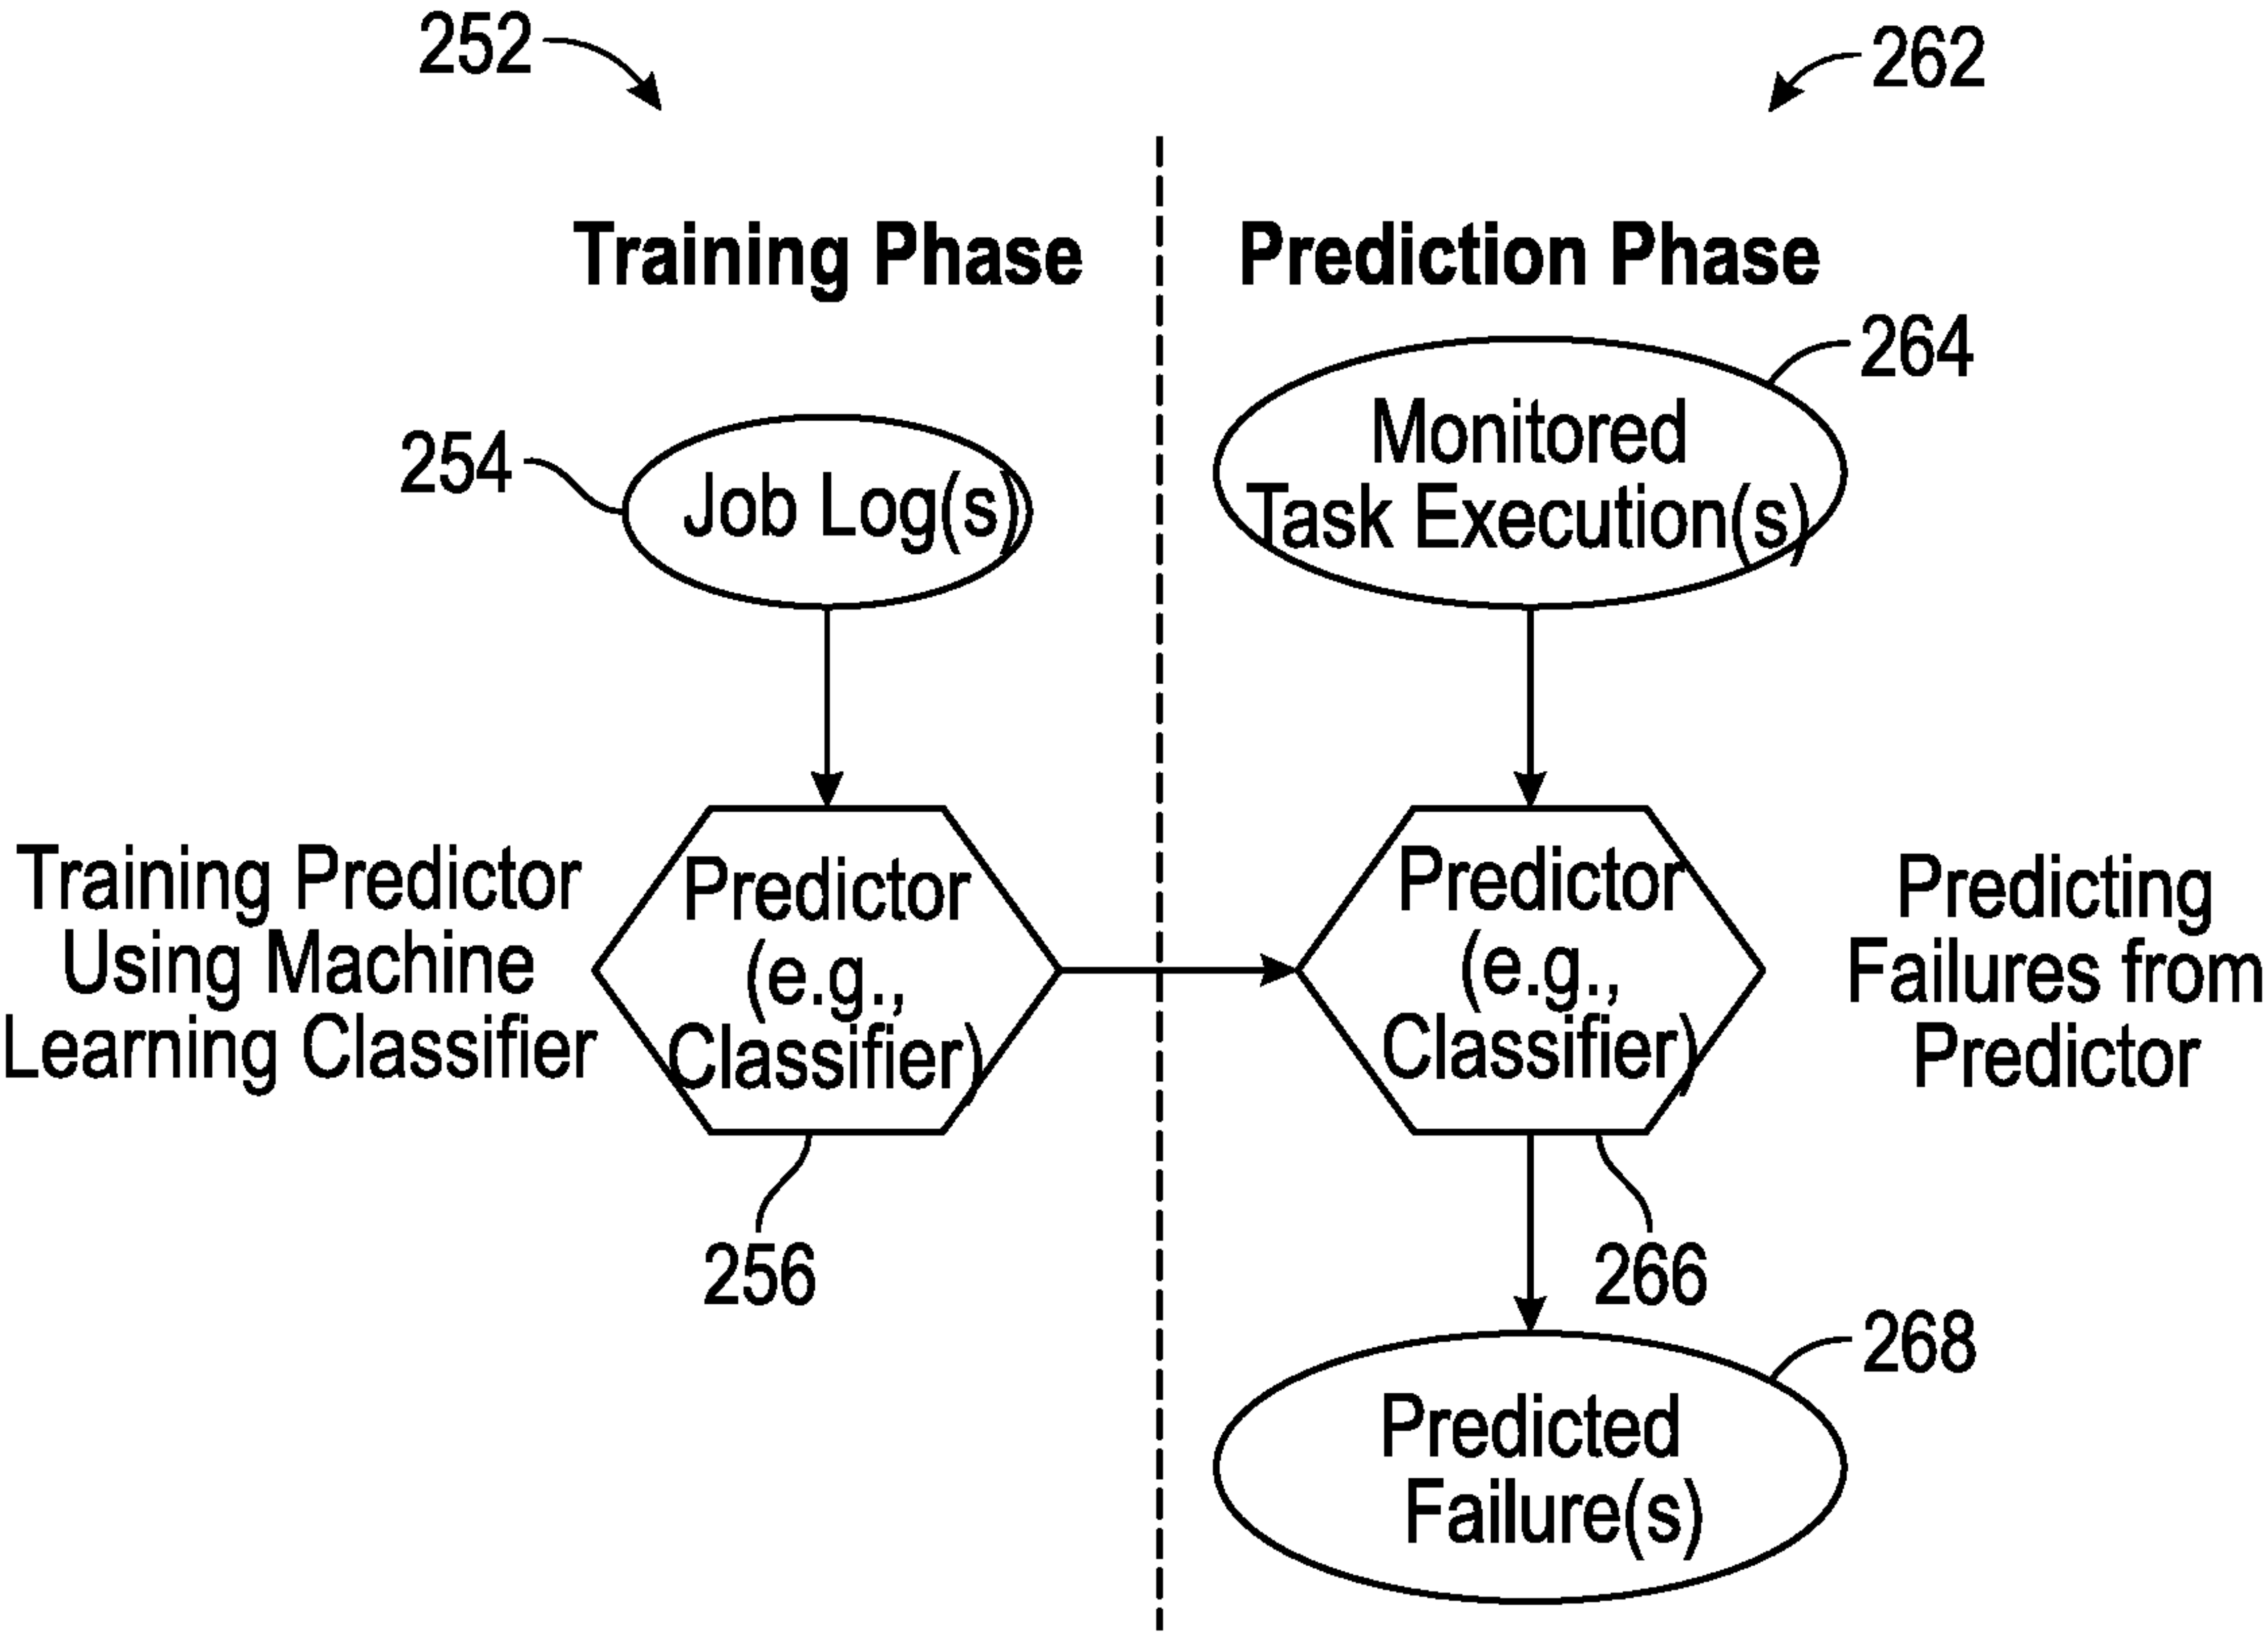 252
262
Training Phase
Prediction Phase
264
Monitored
Task Execution(s)
254
Job Log(s)
Training Predictor
Using Machine
Learning Classifier
Predictor
(e.g.,
Classifier)
Predictor
(e.g.,
Classifier)
Predicting
Failures from
Predictor
256
266
268
Predicted
Failure(s)